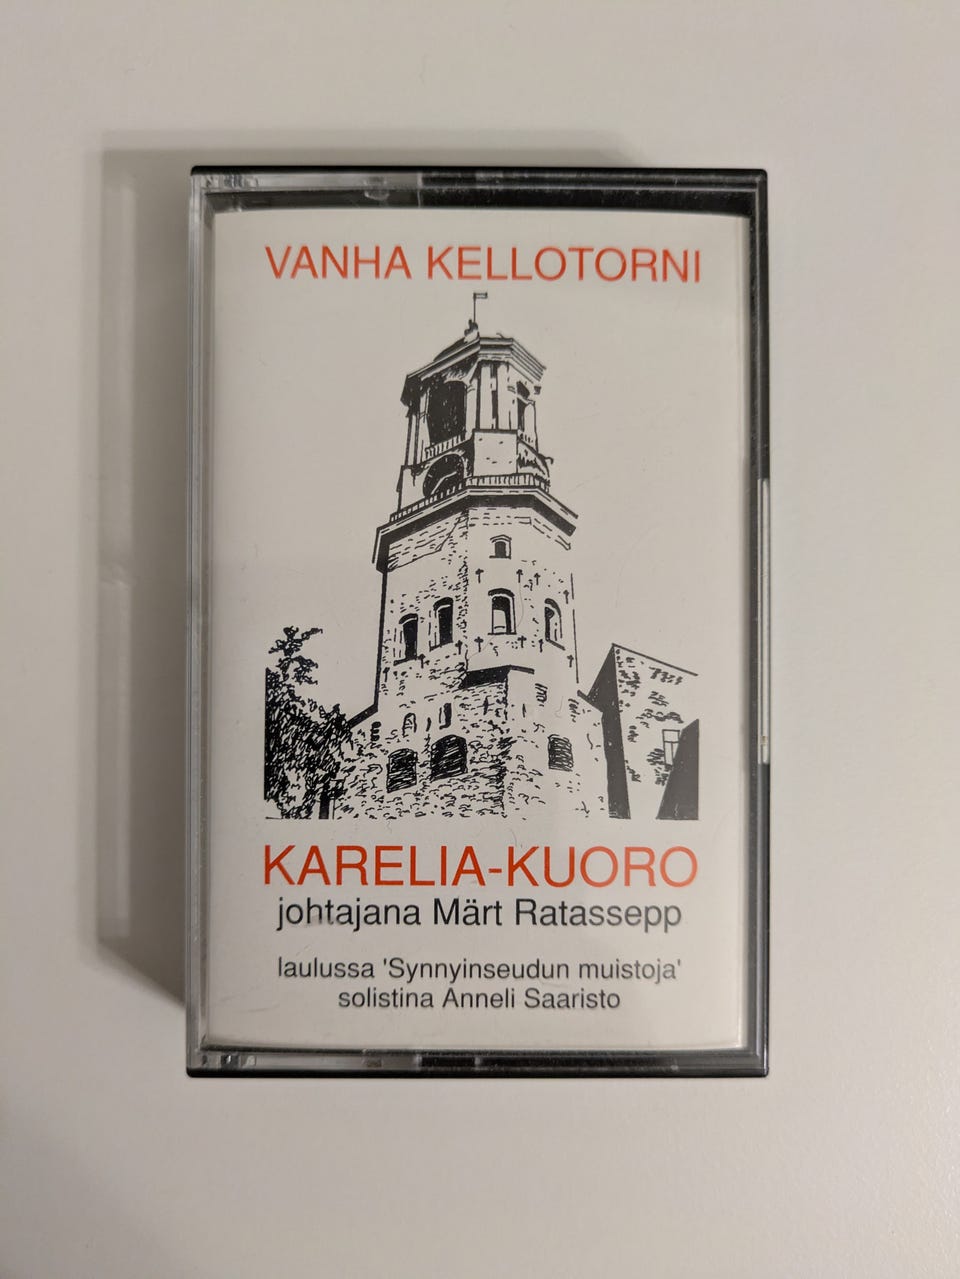 VANHA KELLOTORNI
KARELIA-KUORO
johtajana Märt Ratassepp
laulussa 'Synnyinseudun muistoja'
solistina Anneli Saaristo